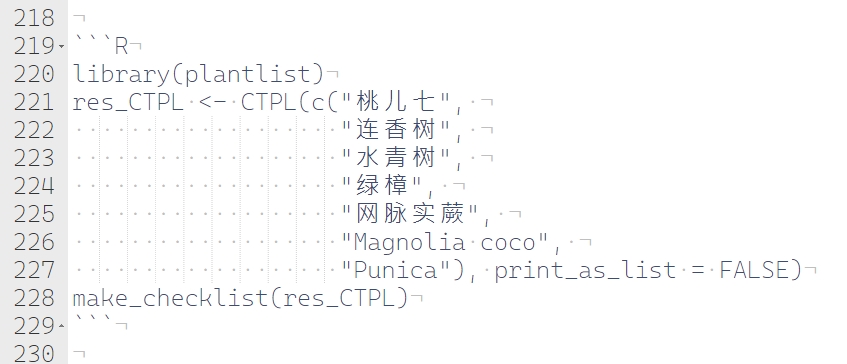 218
219 ```R
220 library(plantlist)
221 res_CTPL <- CTPL(c("桃儿七",
222                    "连香树",
223                    "水青树",
224                    "绿樟",
225                    "网脉实蕨",
226                    "Magnolia coco",
227                    "Punica"), print_as_list = FALSE)
228 make_checklist(res_CTPL)
229 ```
230